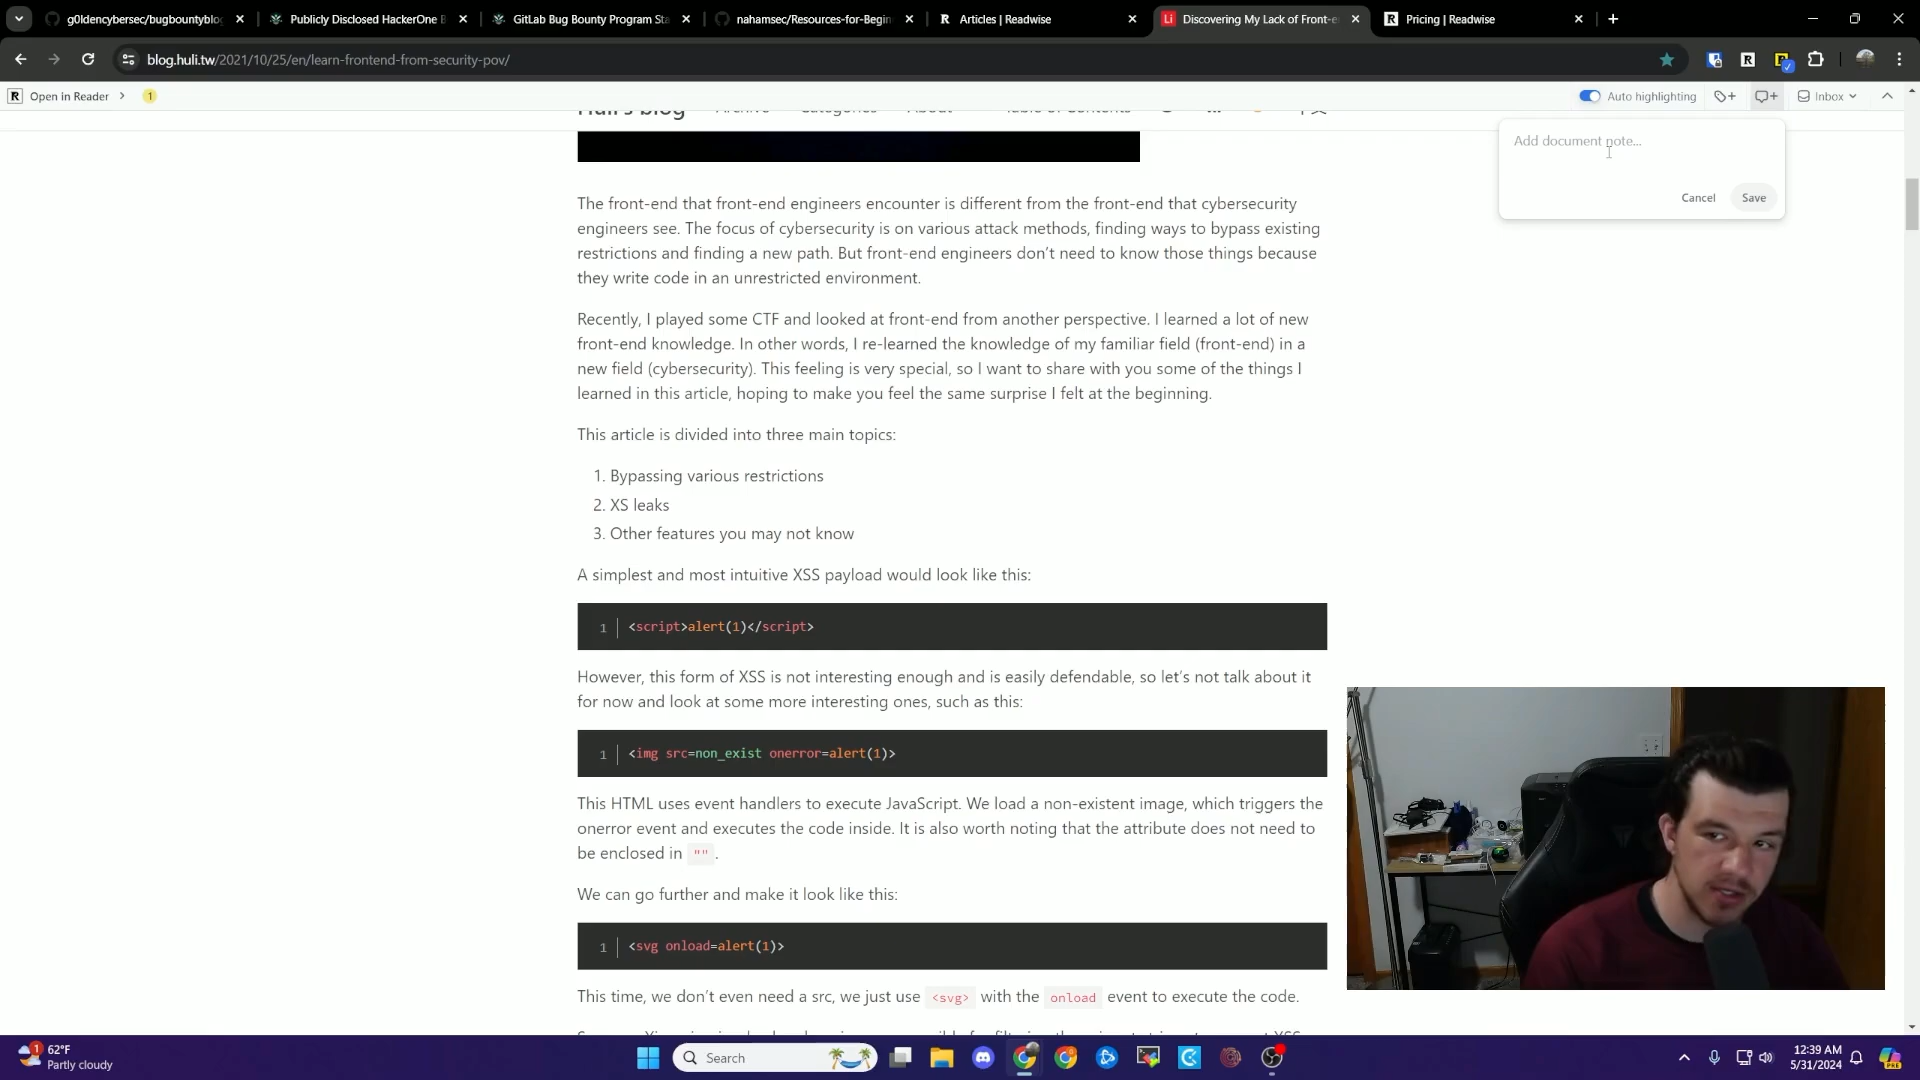 g0ldencybersec/bugbountyblog
Publicly Disclosed HackerOne B
GitLab Bug Bounty Program Sta
nahamsec/Resources-for-Begin
Articles | Readwise
Discovering My Lack of Front-e
Pricing | Readwise
blog.huli.tw/2021/10/25/en/learn-frontend-from-security-pov/
Open in Reader
1
Auto highlighting
Inbox
Huli's blog
Archive
Categories
About
Table of Contents
中文
Add document note...
Cancel
Save
The front-end that front-end engineers encounter is different from the front-end that cybersecurity
engineers see. The focus of cybersecurity is on various attack methods, finding ways to bypass existing
restrictions and finding a new path. But front-end engineers don't need to know those things because
they write code in an unrestricted environment.
Recently, I played some CTF and looked at front-end from another perspective. I learned a lot of new
front-end knowledge. In other words, I re-learned the knowledge of my familiar field (front-end) in a
new field (cybersecurity). This feeling is very special, so I want to share with you some of the things I
learned in this article, hoping to make you feel the same surprise I felt at the beginning.
This article is divided into three main topics:
1. Bypassing various restrictions
2. XS leaks
3. Other features you may not know
A simplest and most intuitive XSS payload would look like this:
1 <script>alert(1)</script>
However, this form of XSS is not interesting enough and is easily defendable, so let's not talk about it
for now and look at some more interesting ones, such as this:
1 <img src=non_exist onerror=alert(1)>
This HTML uses event handlers to execute JavaScript. We load a non-existent image, which triggers the
onerror event and executes the code inside. It is also worth noting that the attribute does not need to
be enclosed in "" .
We can go further and make it look like this:
1 <svg onload=alert(1)>
This time, we don't even need a src, we just use <svg> with the onload event to execute the code.
1
62°F
Partly cloudy
Search
12:39 AM
5/31/2024
PRE